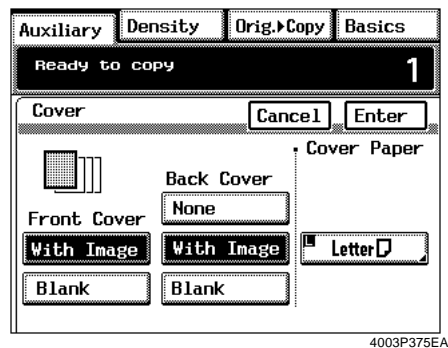 Auxiliary Density Orig.▸Copy Basics
Ready to copy 1
Cover Cancel Enter
Cover Paper
Back Cover
None
Front Cover
With Image With Image L Letter
Blank Blank
4003P375EA